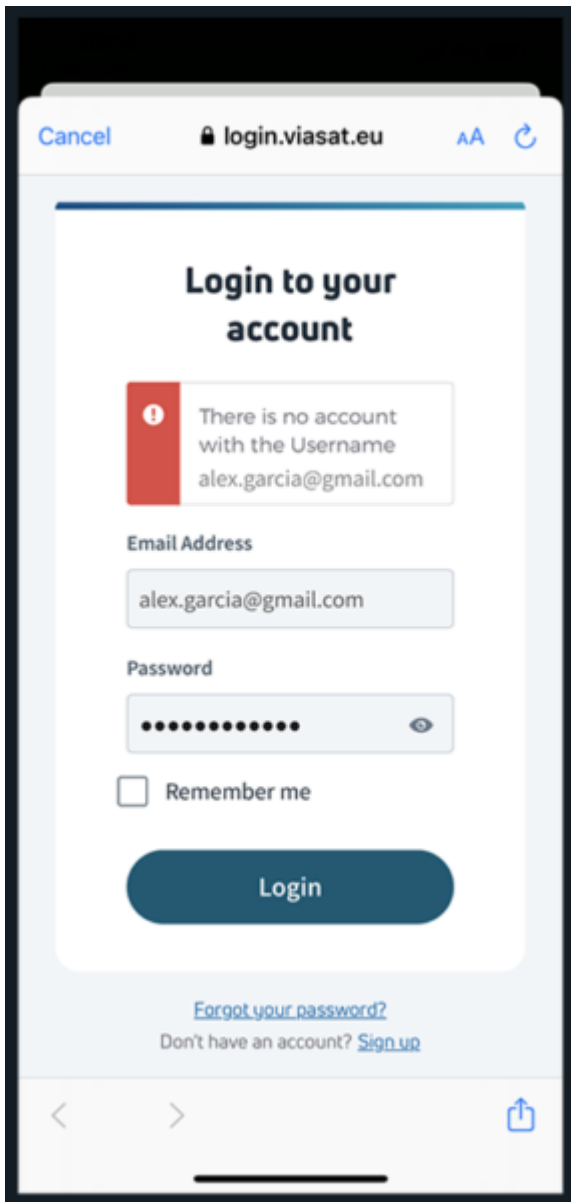 Cancel
login.viasat.eu
AA
Login to your
account
There is no account
with the Username
alex.garcia@gmail.com
Email Address
alex.garcia@gmail.com
Password
••••••••••••
Remember me
Login
Forgot your password?
Don't have an account? Sign up